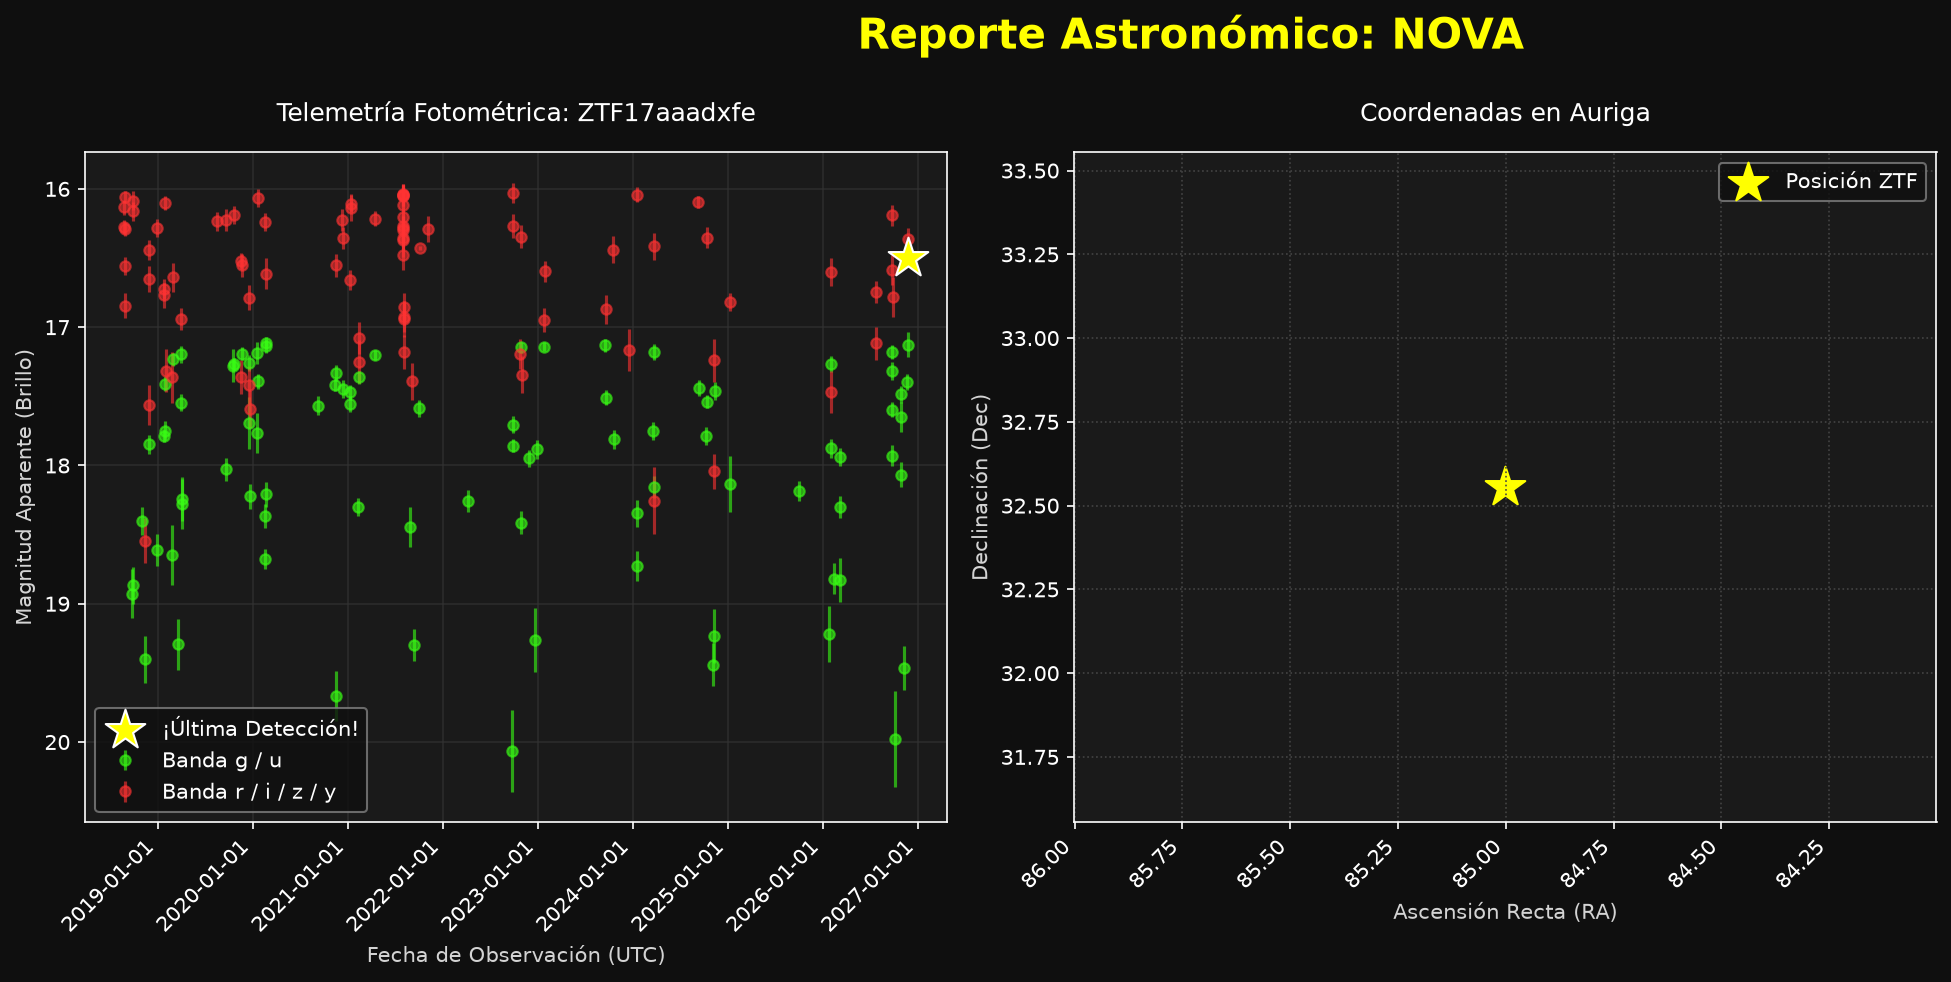 Reporte Astronómico: NOVA
Telemetría Fotométrica: ZTF17aaadxfe
Magnitud Aparente (Brillo)
16
17
18
19
20
¡Última Detección!
Banda g / u
Banda r / i / z / y
2019-01-01
2020-01-01
2021-01-01
2022-01-01
2023-01-01
2024-01-01
2025-01-01
2026-01-01
2027-01-01
Fecha de Observación (UTC)
Coordenadas en Auriga
Declinación (Dec)
33.50
33.25
33.00
32.75
32.50
32.25
32.00
31.75
Posición ZTF
86.00
85.75
85.50
85.25
85.00
84.75
84.50
84.25
Ascensión Recta (RA)